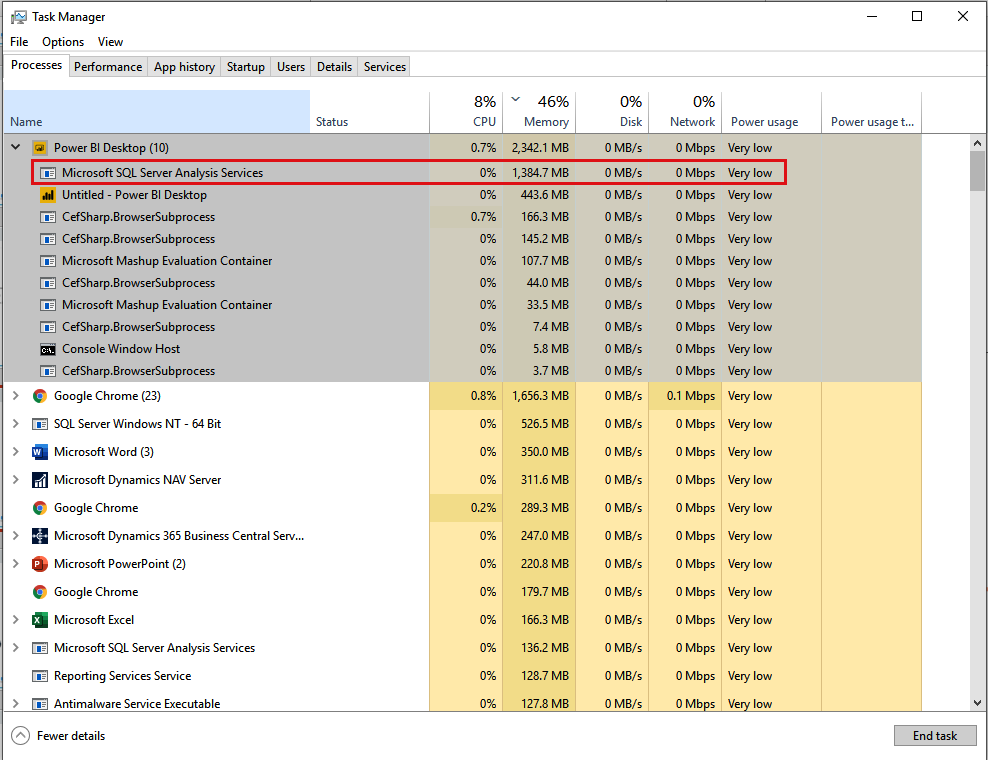 Task Manager
File Options View
Processes Performance App history Startup Users Details Services
8% 46% 0% 0%
Name Status CPU Memory Disk Network Power usage Power usage t...
Power BI Desktop (10) 0.7% 2,342.1 MB 0 MB/s 0 Mbps Very low
Microsoft SQL Server Analysis Services 0% 1,384.7 MB 0 MB/s 0 Mbps Very low
Untitled - Power BI Desktop 0% 443.6 MB 0 MB/s 0 Mbps Very low
CefSharp.BrowserSubprocess 0.7% 166.3 MB 0 MB/s 0 Mbps Very low
CefSharp.BrowserSubprocess 0% 145.2 MB 0 MB/s 0 Mbps Very low
Microsoft Mashup Evaluation Container 0% 107.7 MB 0 MB/s 0 Mbps Very low
CefSharp.BrowserSubprocess 0% 44.0 MB 0 MB/s 0 Mbps Very low
Microsoft Mashup Evaluation Container 0% 33.5 MB 0 MB/s 0 Mbps Very low
CefSharp.BrowserSubprocess 0% 7.4 MB 0 MB/s 0 Mbps Very low
Console Window Host 0% 5.8 MB 0 MB/s 0 Mbps Very low
CefSharp.BrowserSubprocess 0% 3.7 MB 0 MB/s 0 Mbps Very low
Google Chrome (23) 0.8% 1,656.3 MB 0 MB/s 0.1 Mbps Very low
SQL Server Windows NT - 64 Bit 0% 526.5 MB 0 MB/s 0 Mbps Very low
Microsoft Word (3) 0% 350.0 MB 0 MB/s 0 Mbps Very low
Microsoft Dynamics NAV Server 0% 311.6 MB 0 MB/s 0 Mbps Very low
Google Chrome 0.2% 289.3 MB 0 MB/s 0 Mbps Very low
Microsoft Dynamics 365 Business Central Serv... 0% 247.0 MB 0 MB/s 0 Mbps Very low
Microsoft PowerPoint (2) 0% 220.8 MB 0 MB/s 0 Mbps Very low
Google Chrome 0% 179.7 MB 0 MB/s 0 Mbps Very low
Microsoft Excel 0% 166.3 MB 0 MB/s 0 Mbps Very low
Microsoft SQL Server Analysis Services 0% 136.2 MB 0 MB/s 0 Mbps Very low
Reporting Services Service 0% 128.7 MB 0 MB/s 0 Mbps Very low
Antimalware Service Executable 0% 127.8 MB 0 MB/s 0 Mbps Very low
Fewer details End task